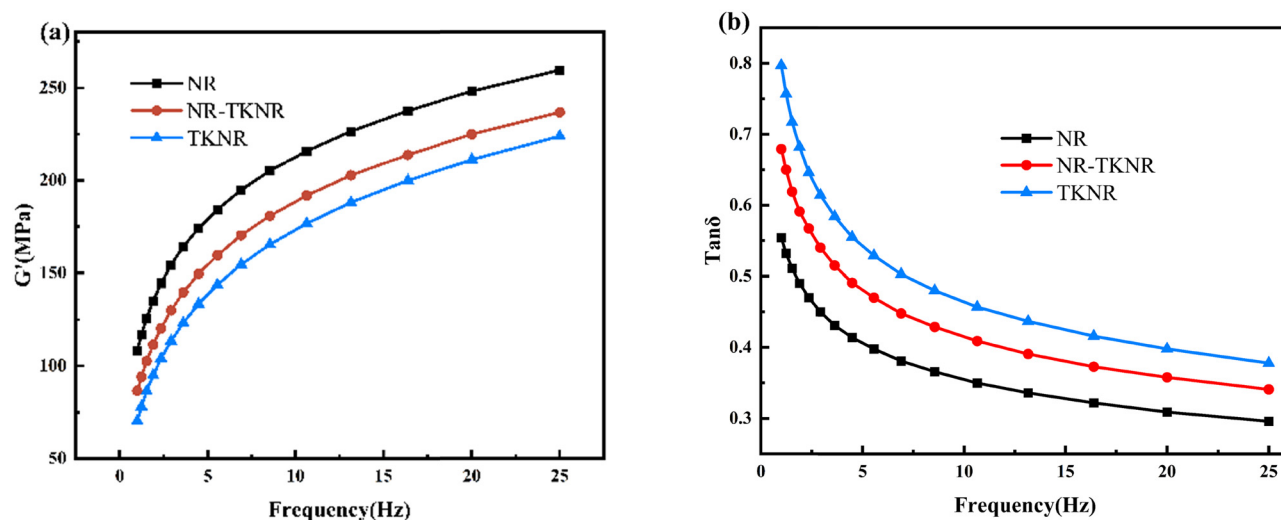 (a)
NR
NR-TKNR
TKNR
G'(MPa)
250
200
150
100
50
0
5
10
15
20
25
Frequency(Hz)
(b)
NR
NR-TKNR
TKNR
Tanδ
0.8
0.7
0.6
0.5
0.4
0.3
0
5
10
15
20
25
Frequency(Hz)